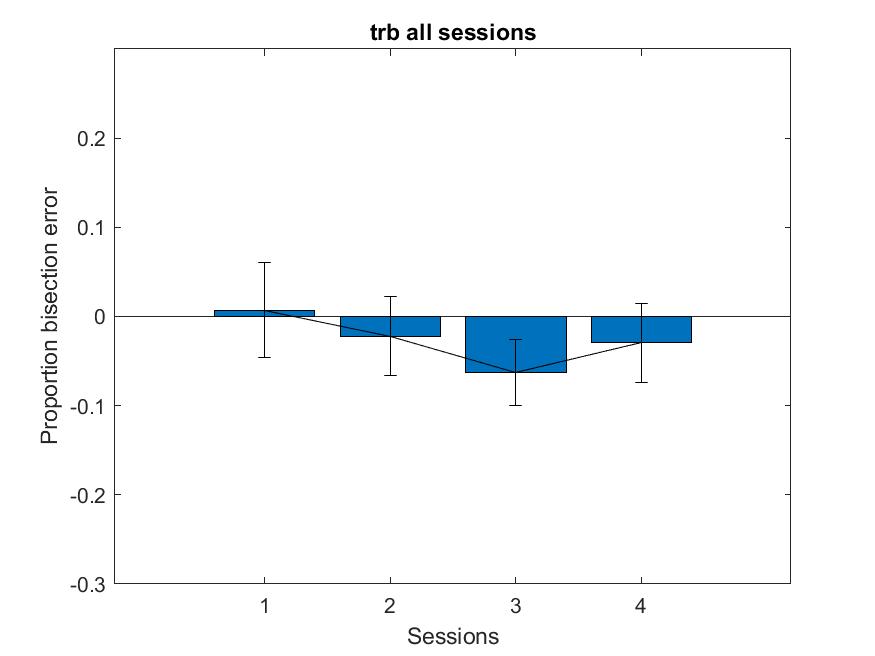 trb all sessions
0.2
0.1
0
-0.1
-0.2
-0.3
Proportion bisection error
1 2 3 4
Sessions